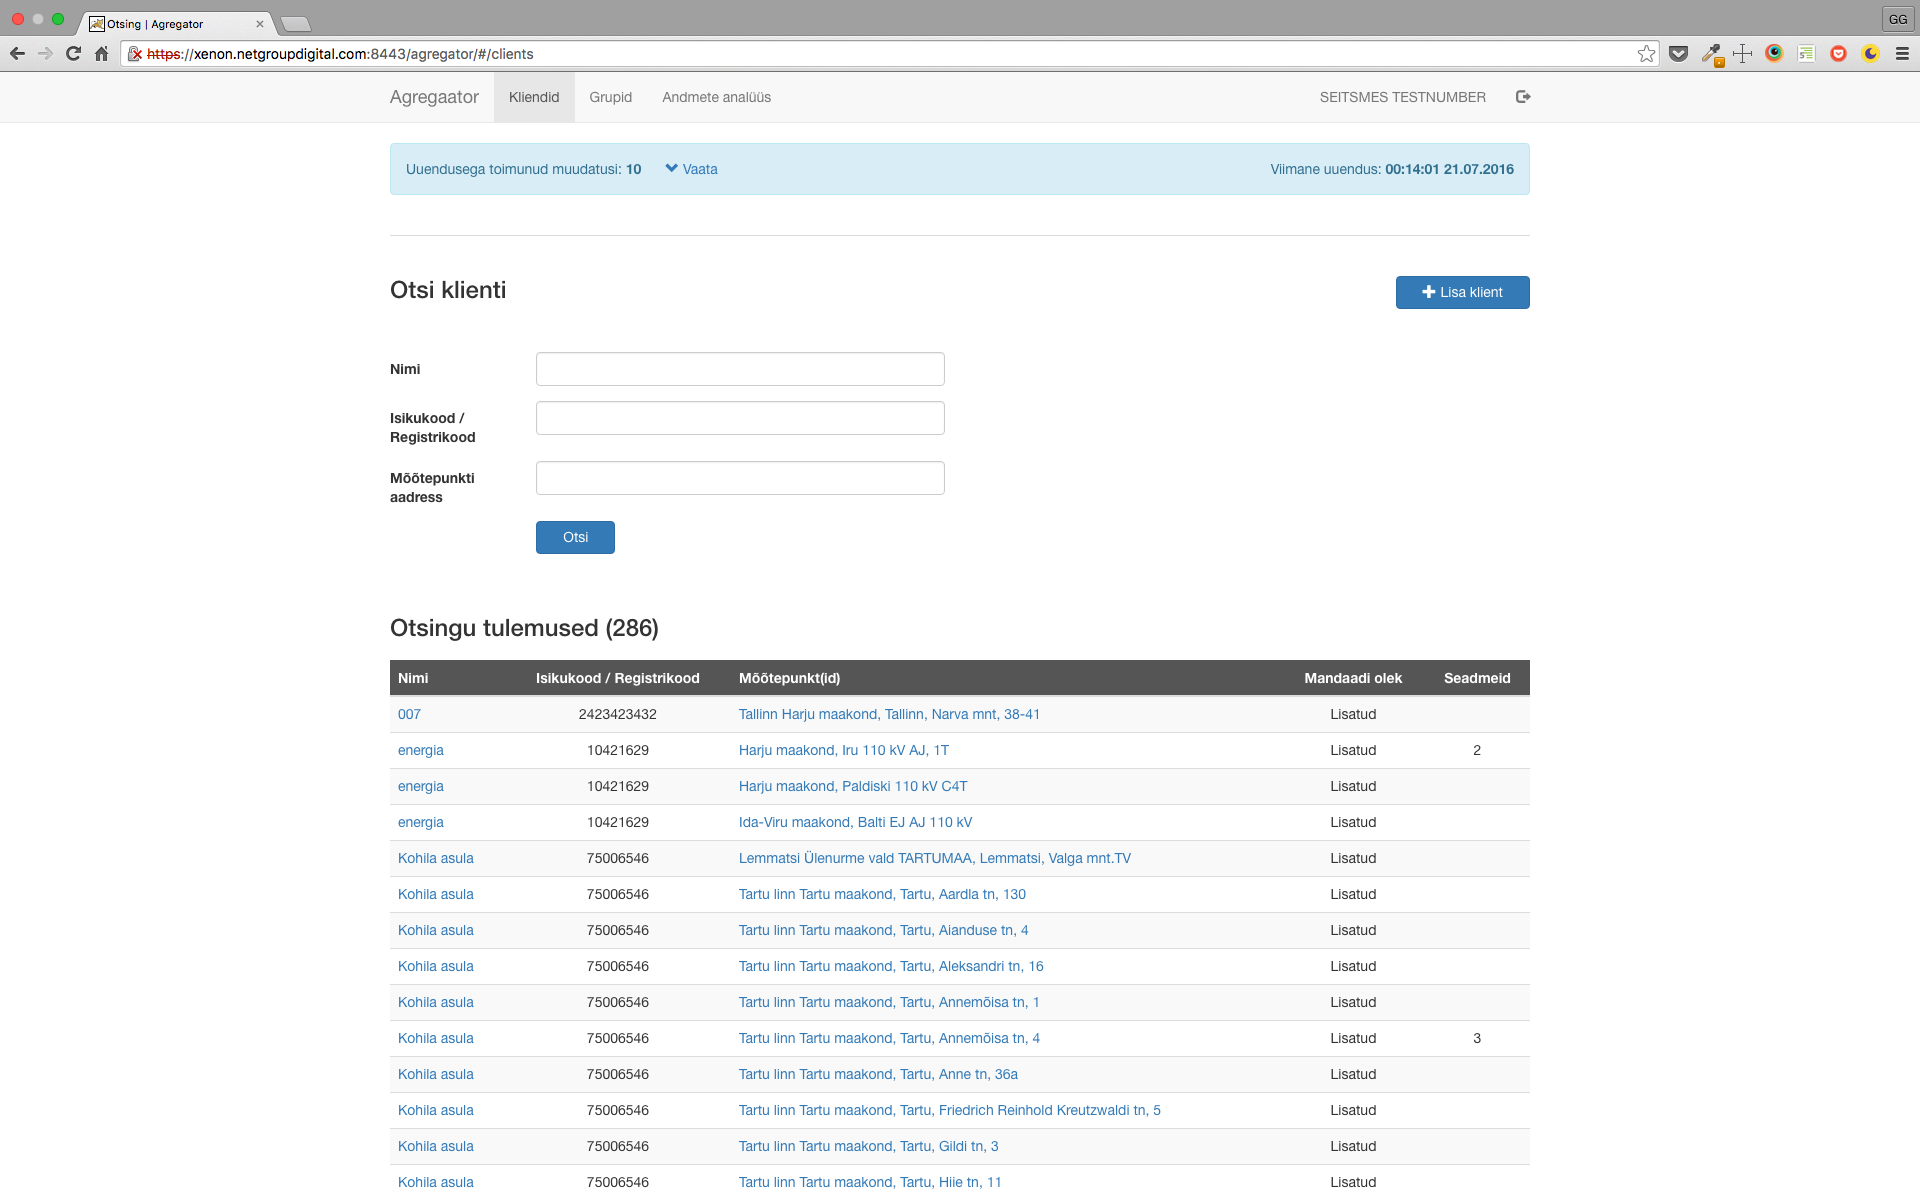 Otsing | Agregator
GG
https://xenon.netgroupdigital.com:8443/agregator/#/clients
Agregaator Kliendid Grupid Andmete analüüs SEITSMES TESTNUMBER
Uuendusega toimunud muudatusi: 10 Vaata Viimane uuendus: 00:14:01 21.07.2016
Otsi klienti
Lisa klient
Nimi
Isikukood /
Registrikood
Mõõtepunkti
aadress
Otsi
Otsingu tulemused (286)
Nimi Isikukood / Registrikood Mõõtepunkt(id) Mandaadi olek Seadmeid
007 2423423432 Tallinn Harju maakond, Tallinn, Narva mnt, 38-41 Lisatud
energia 10421629 Harju maakond, Iru 110 kV AJ, 1T Lisatud 2
energia 10421629 Harju maakond, Paldiski 110 kV C4T Lisatud
energia 10421629 Ida-Viru maakond, Balti EJ AJ 110 kV Lisatud
Kohila asula 75006546 Lemmatsi Ülenurme vald TARTUMAA, Lemmatsi, Valga mnt.TV Lisatud
Kohila asula 75006546 Tartu linn Tartu maakond, Tartu, Aardla tn, 130 Lisatud
Kohila asula 75006546 Tartu linn Tartu maakond, Tartu, Aianduse tn, 4 Lisatud
Kohila asula 75006546 Tartu linn Tartu maakond, Tartu, Aleksandri tn, 16 Lisatud
Kohila asula 75006546 Tartu linn Tartu maakond, Tartu, Annemõisa tn, 1 Lisatud
Kohila asula 75006546 Tartu linn Tartu maakond, Tartu, Annemõisa tn, 4 Lisatud 3
Kohila asula 75006546 Tartu linn Tartu maakond, Tartu, Anne tn, 36a Lisatud
Kohila asula 75006546 Tartu linn Tartu maakond, Tartu, Friedrich Reinhold Kreutzwaldi tn, 5 Lisatud
Kohila asula 75006546 Tartu linn Tartu maakond, Tartu, Gildi tn, 3 Lisatud
Kohila asula 75006546 Tartu linn Tartu maakond, Tartu, Hiie tn, 11 Lisatud